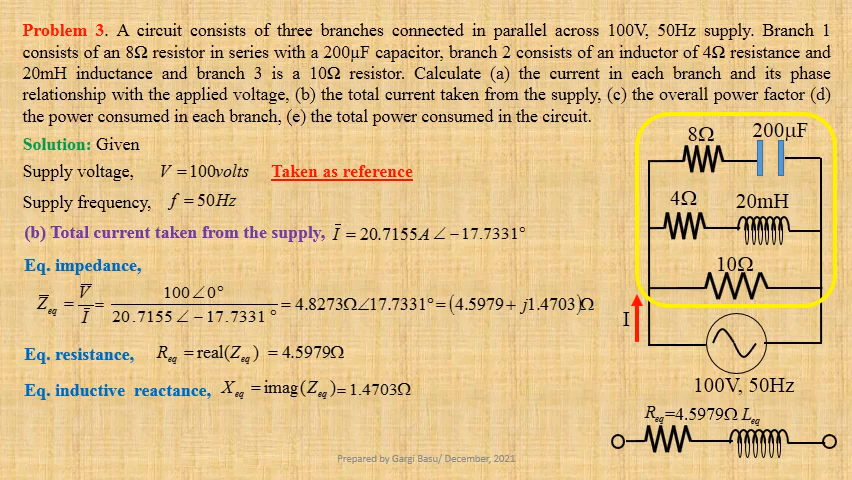 Problem 3. A circuit consists of three branches connected in parallel across 100V, 50Hz supply. Branch 1
consists of an 8Ω resistor in series with a 200μF capacitor, branch 2 consists of an inductor of 4Ω resistance and
20mH inductance and branch 3 is a 10Ω resistor. Calculate (a) the current in each branch and its phase
relationship with the applied voltage, (b) the total current taken from the supply, (c) the overall power factor (d)
the power consumed in each branch, (e) the total power consumed in the circuit.
Solution: Given
Supply voltage, V = 100volts Taken as reference
Supply frequency, f = 50Hz
(b) Total current taken from the supply, Ī = 20.7155A∠−17.7331°
Eq. impedance,
Z̄eq = V̄/Ī = 100∠0°/20.7155∠−17.7331° = 4.8273Ω∠17.7331° = (4.5979 + j1.4703)Ω
Eq. resistance, Req = real(Zeq) = 4.5979Ω
Eq. inductive reactance, Xeq = imag(Zeq) = 1.4703Ω
8Ω 200μF
4Ω 20mH
10Ω
I
100V, 50Hz
Req=4.5979Ω Leq
Prepared by Gargi Basu/ December, 2021